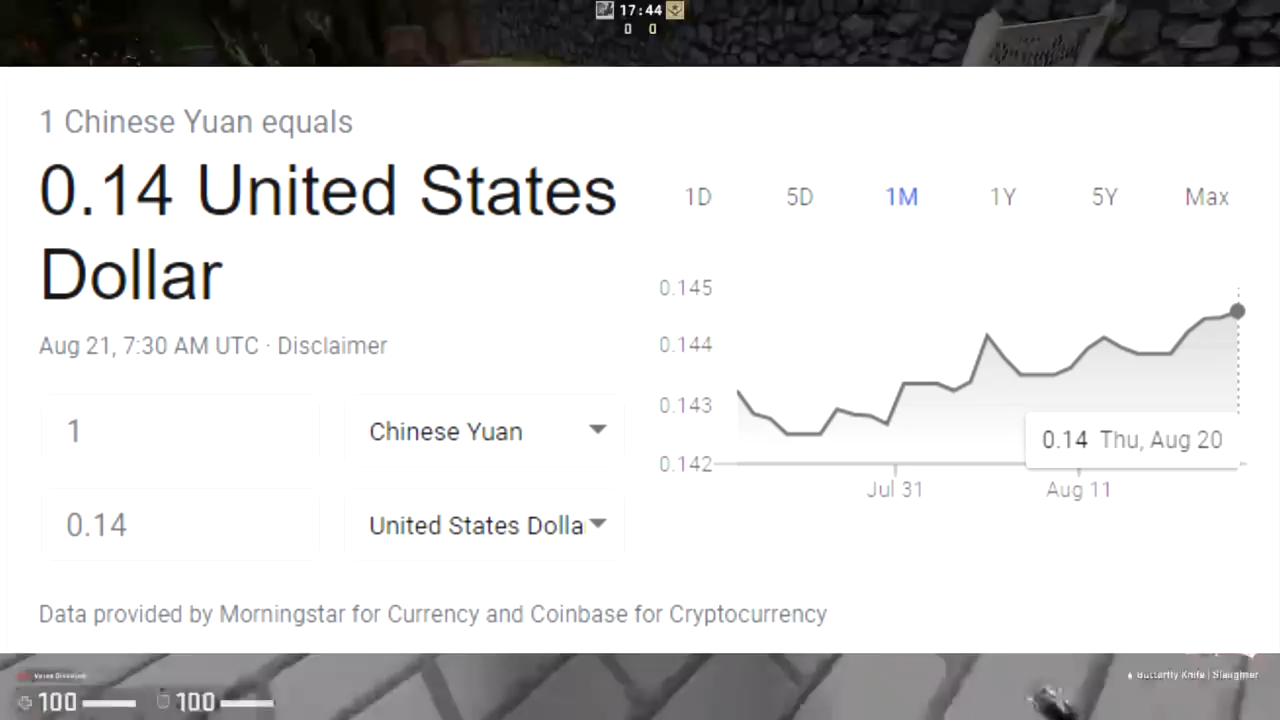 17:44
0 0
1 Chinese Yuan equals
0.14 United States
Dollar
Aug 21, 7:30 AM UTC · Disclaimer
1D 5D 1M 1Y 5Y Max
0.145
0.144
0.143
0.142
Jul 31 Aug 11
0.14 Thu, Aug 20
1 Chinese Yuan
0.14 United States Dolla
Data provided by Morningstar for Currency and Coinbase for Cryptocurrency
100 100
Butterfly Knife | Slaughter